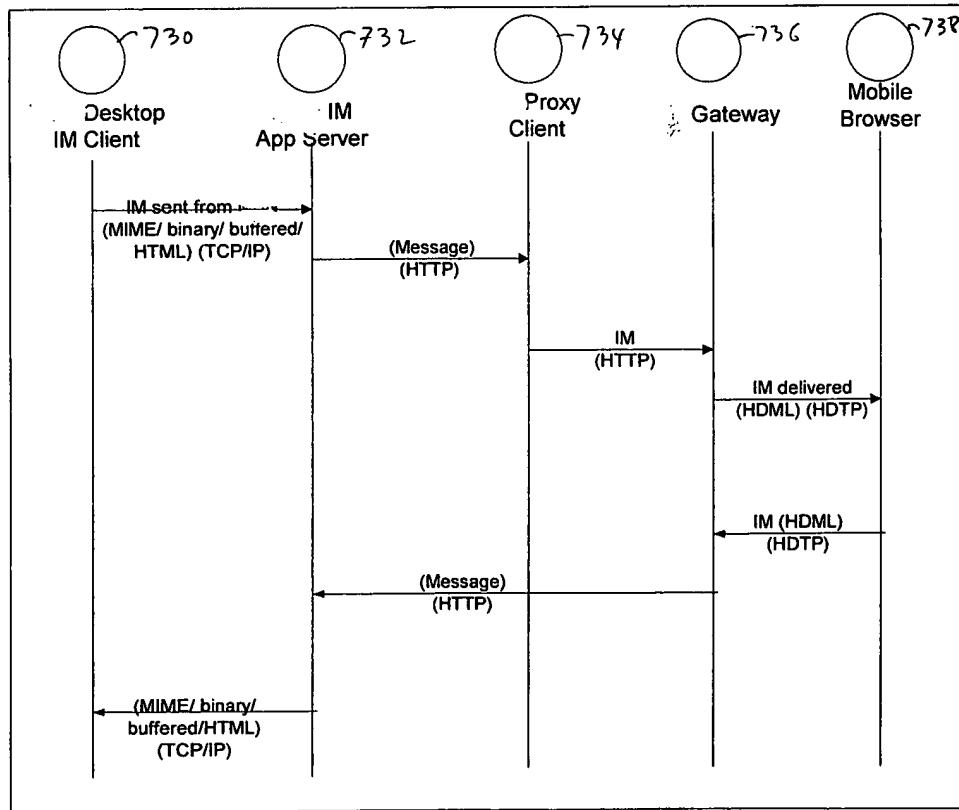 730
732
734
736
738
Desktop
IM Client
IM
App Server
Proxy
Client
Gateway
Mobile
Browser
IM sent from
(MIME/ binary/ buffered/
HTML) (TCP/IP)
(Message)
(HTTP)
IM
(HTTP)
IM delivered
(HDML) (HDTP)
IM (HDML)
(HDTP)
(Message)
(HTTP)
(MIME/ binary/
buffered/HTML)
(TCP/IP)